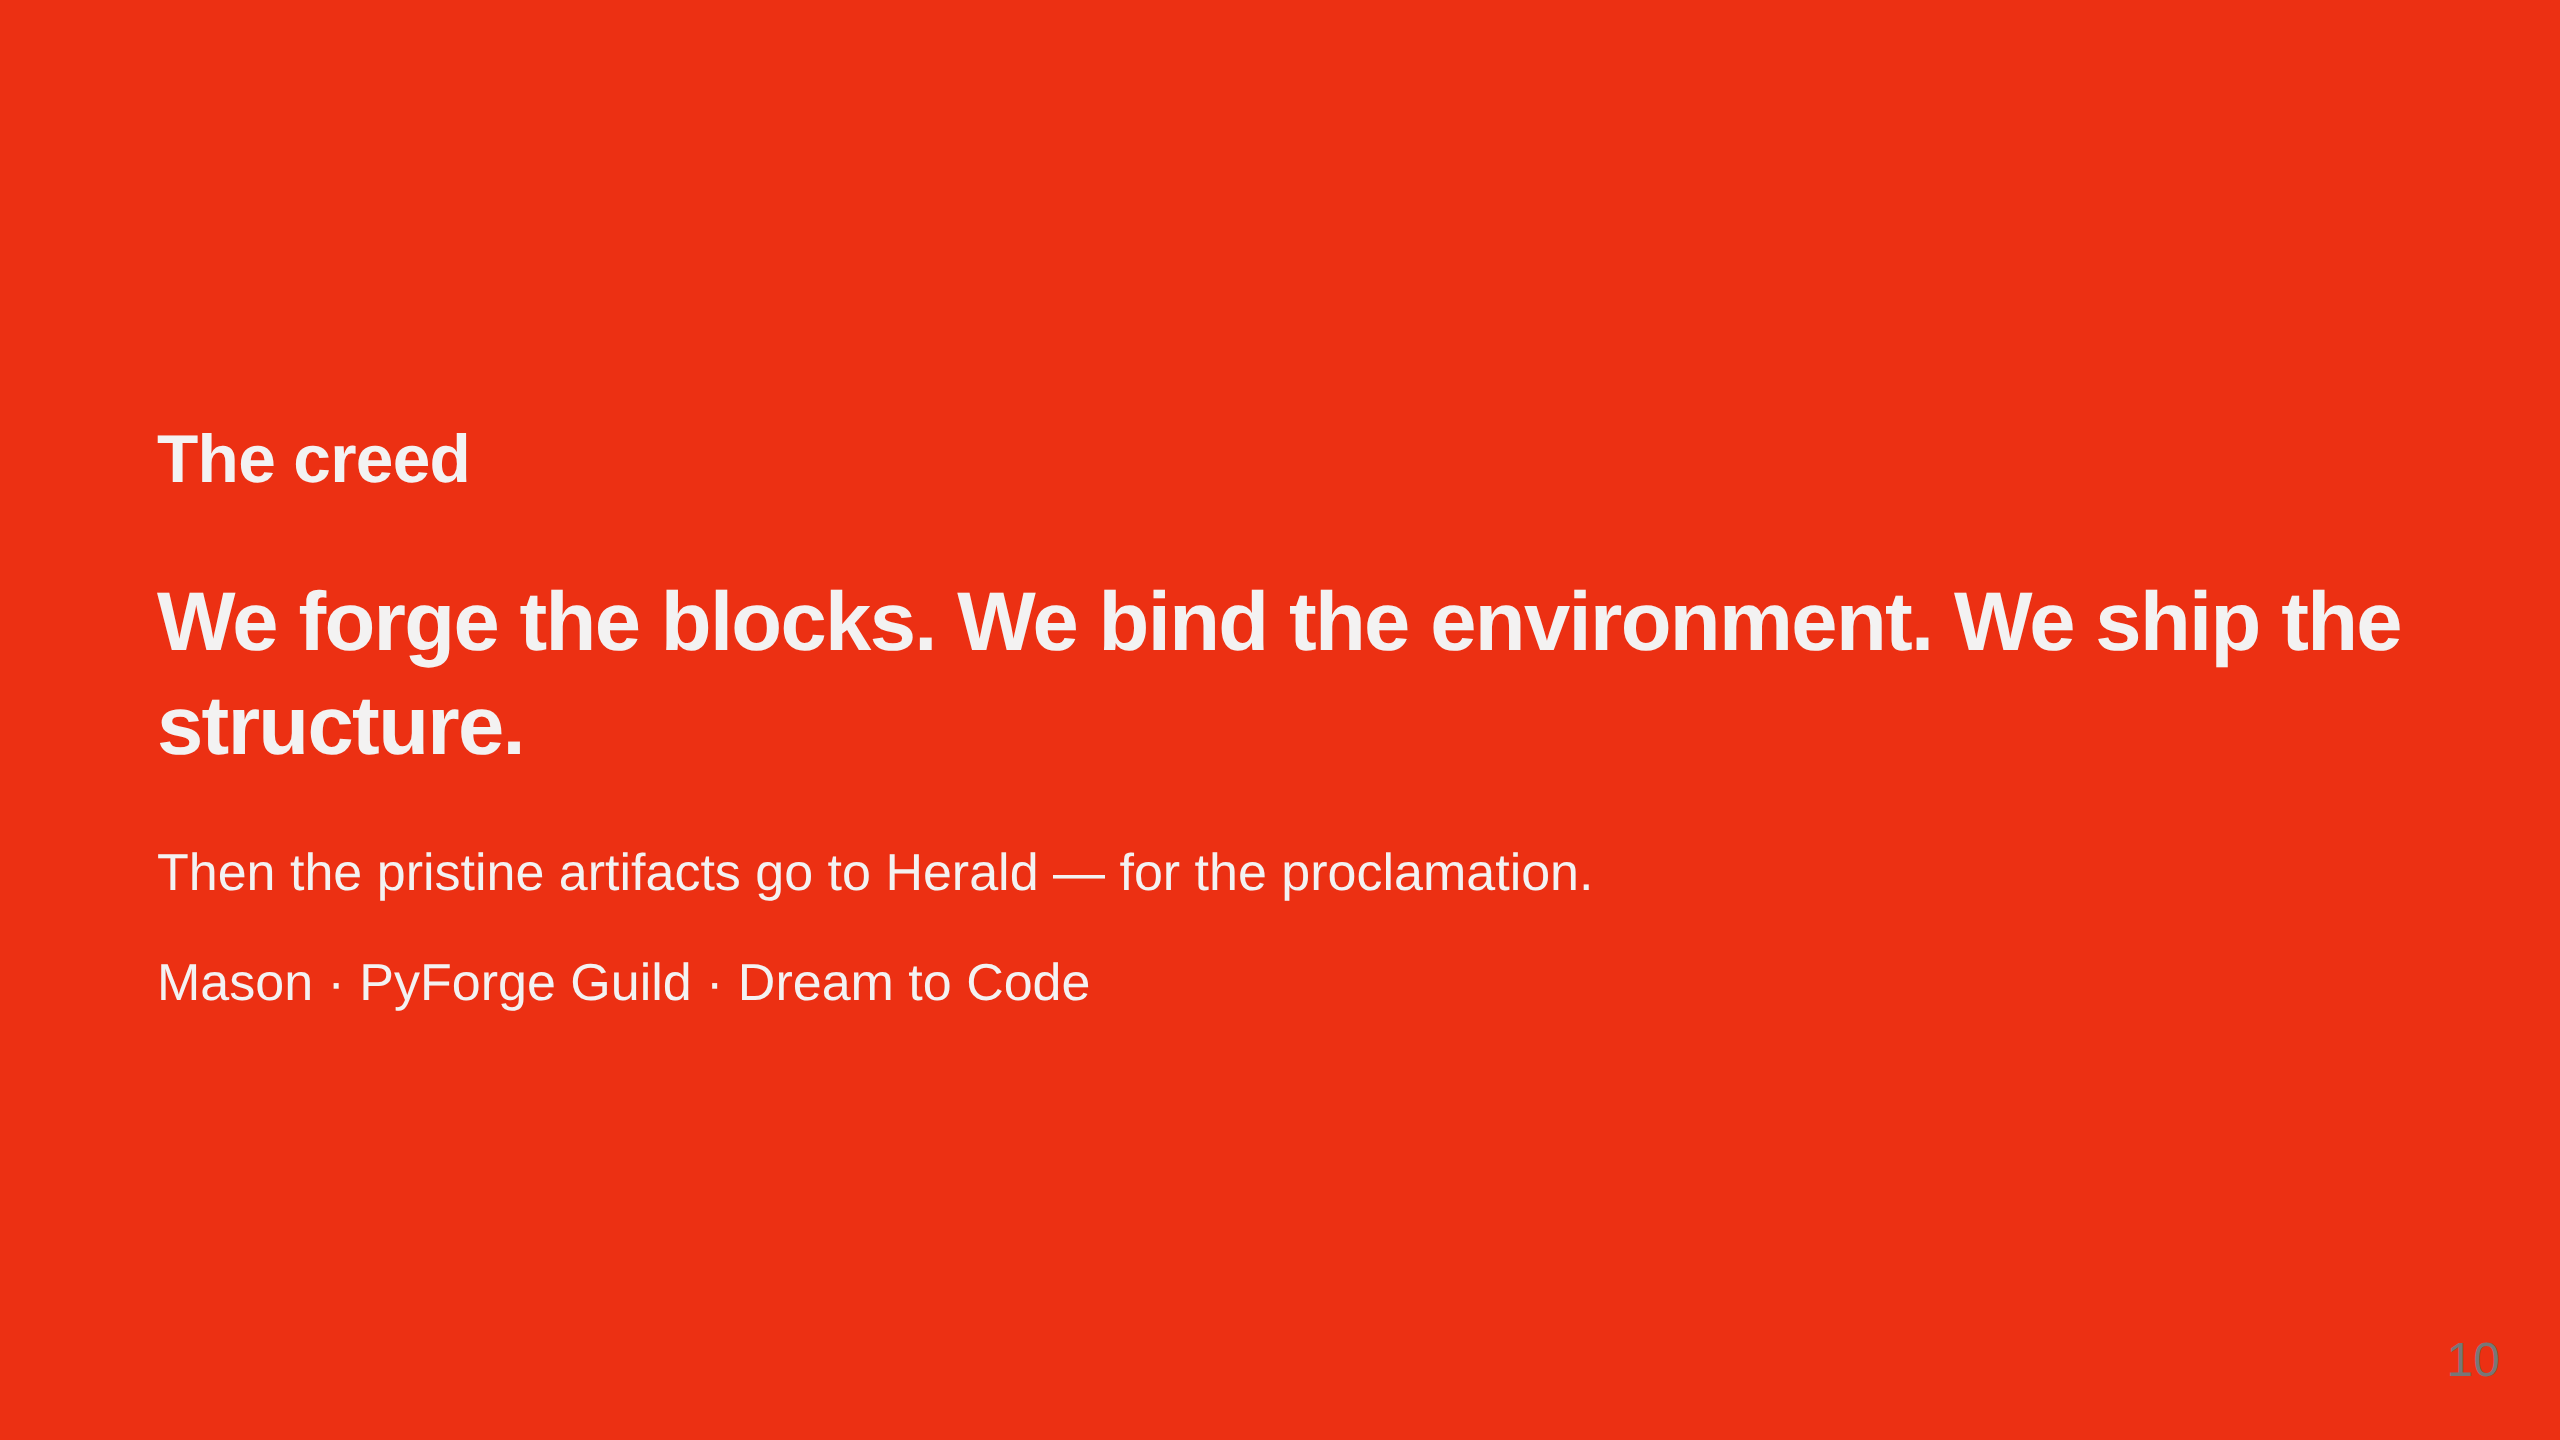 The creed
We forge the blocks. We bind the environment. We ship the
structure.
Then the pristine artifacts go to Herald — for the proclamation.
Mason · PyForge Guild · Dream to Code
10